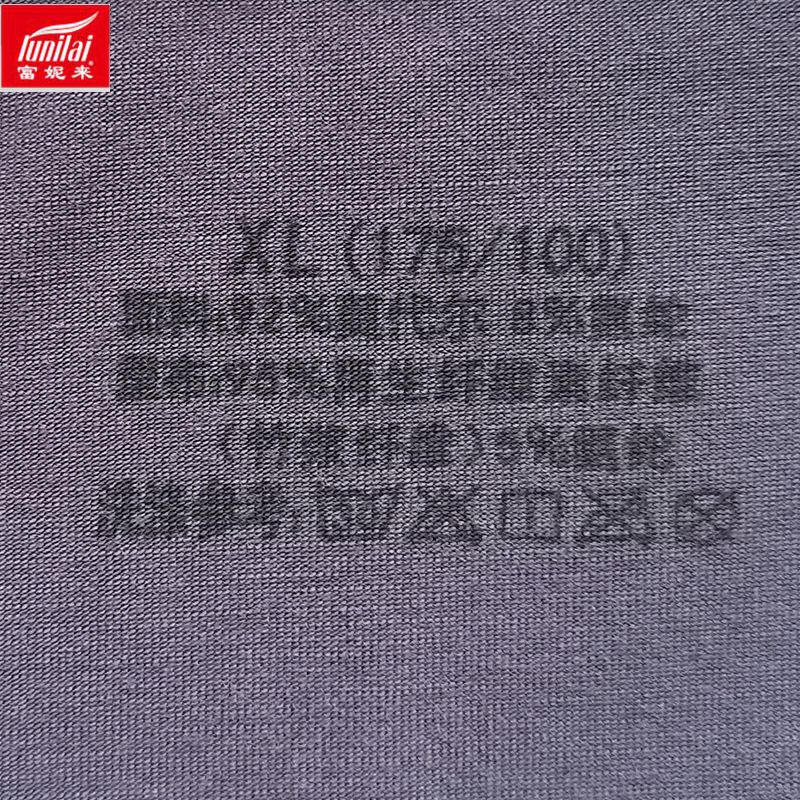 funilai
富妮来
XL (175/100)
面料:92%莫代尔 8%氨纶
里布:95%再生纤维素纤维
(竹浆纤维)5%氨纶
洗涤参考: